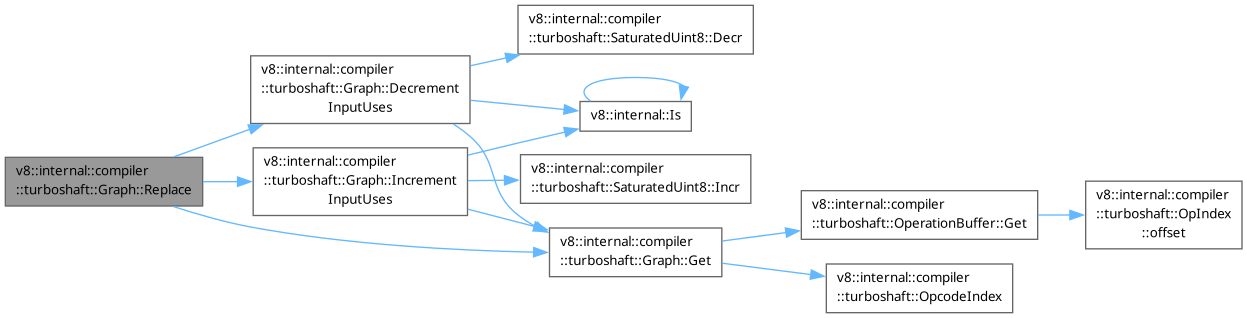 v8::internal::compiler
::turboshaft::Graph::Replace
v8::internal::compiler
::turboshaft::Graph::Decrement
InputUses
v8::internal::compiler
::turboshaft::Graph::Increment
InputUses
v8::internal::compiler
::turboshaft::SaturatedUint8::Decr
v8::internal::Is
v8::internal::compiler
::turboshaft::SaturatedUint8::Incr
v8::internal::compiler
::turboshaft::Graph::Get
v8::internal::compiler
::turboshaft::OperationBuffer::Get
v8::internal::compiler
::turboshaft::OpcodeIndex
v8::internal::compiler
::turboshaft::OpIndex
::offset